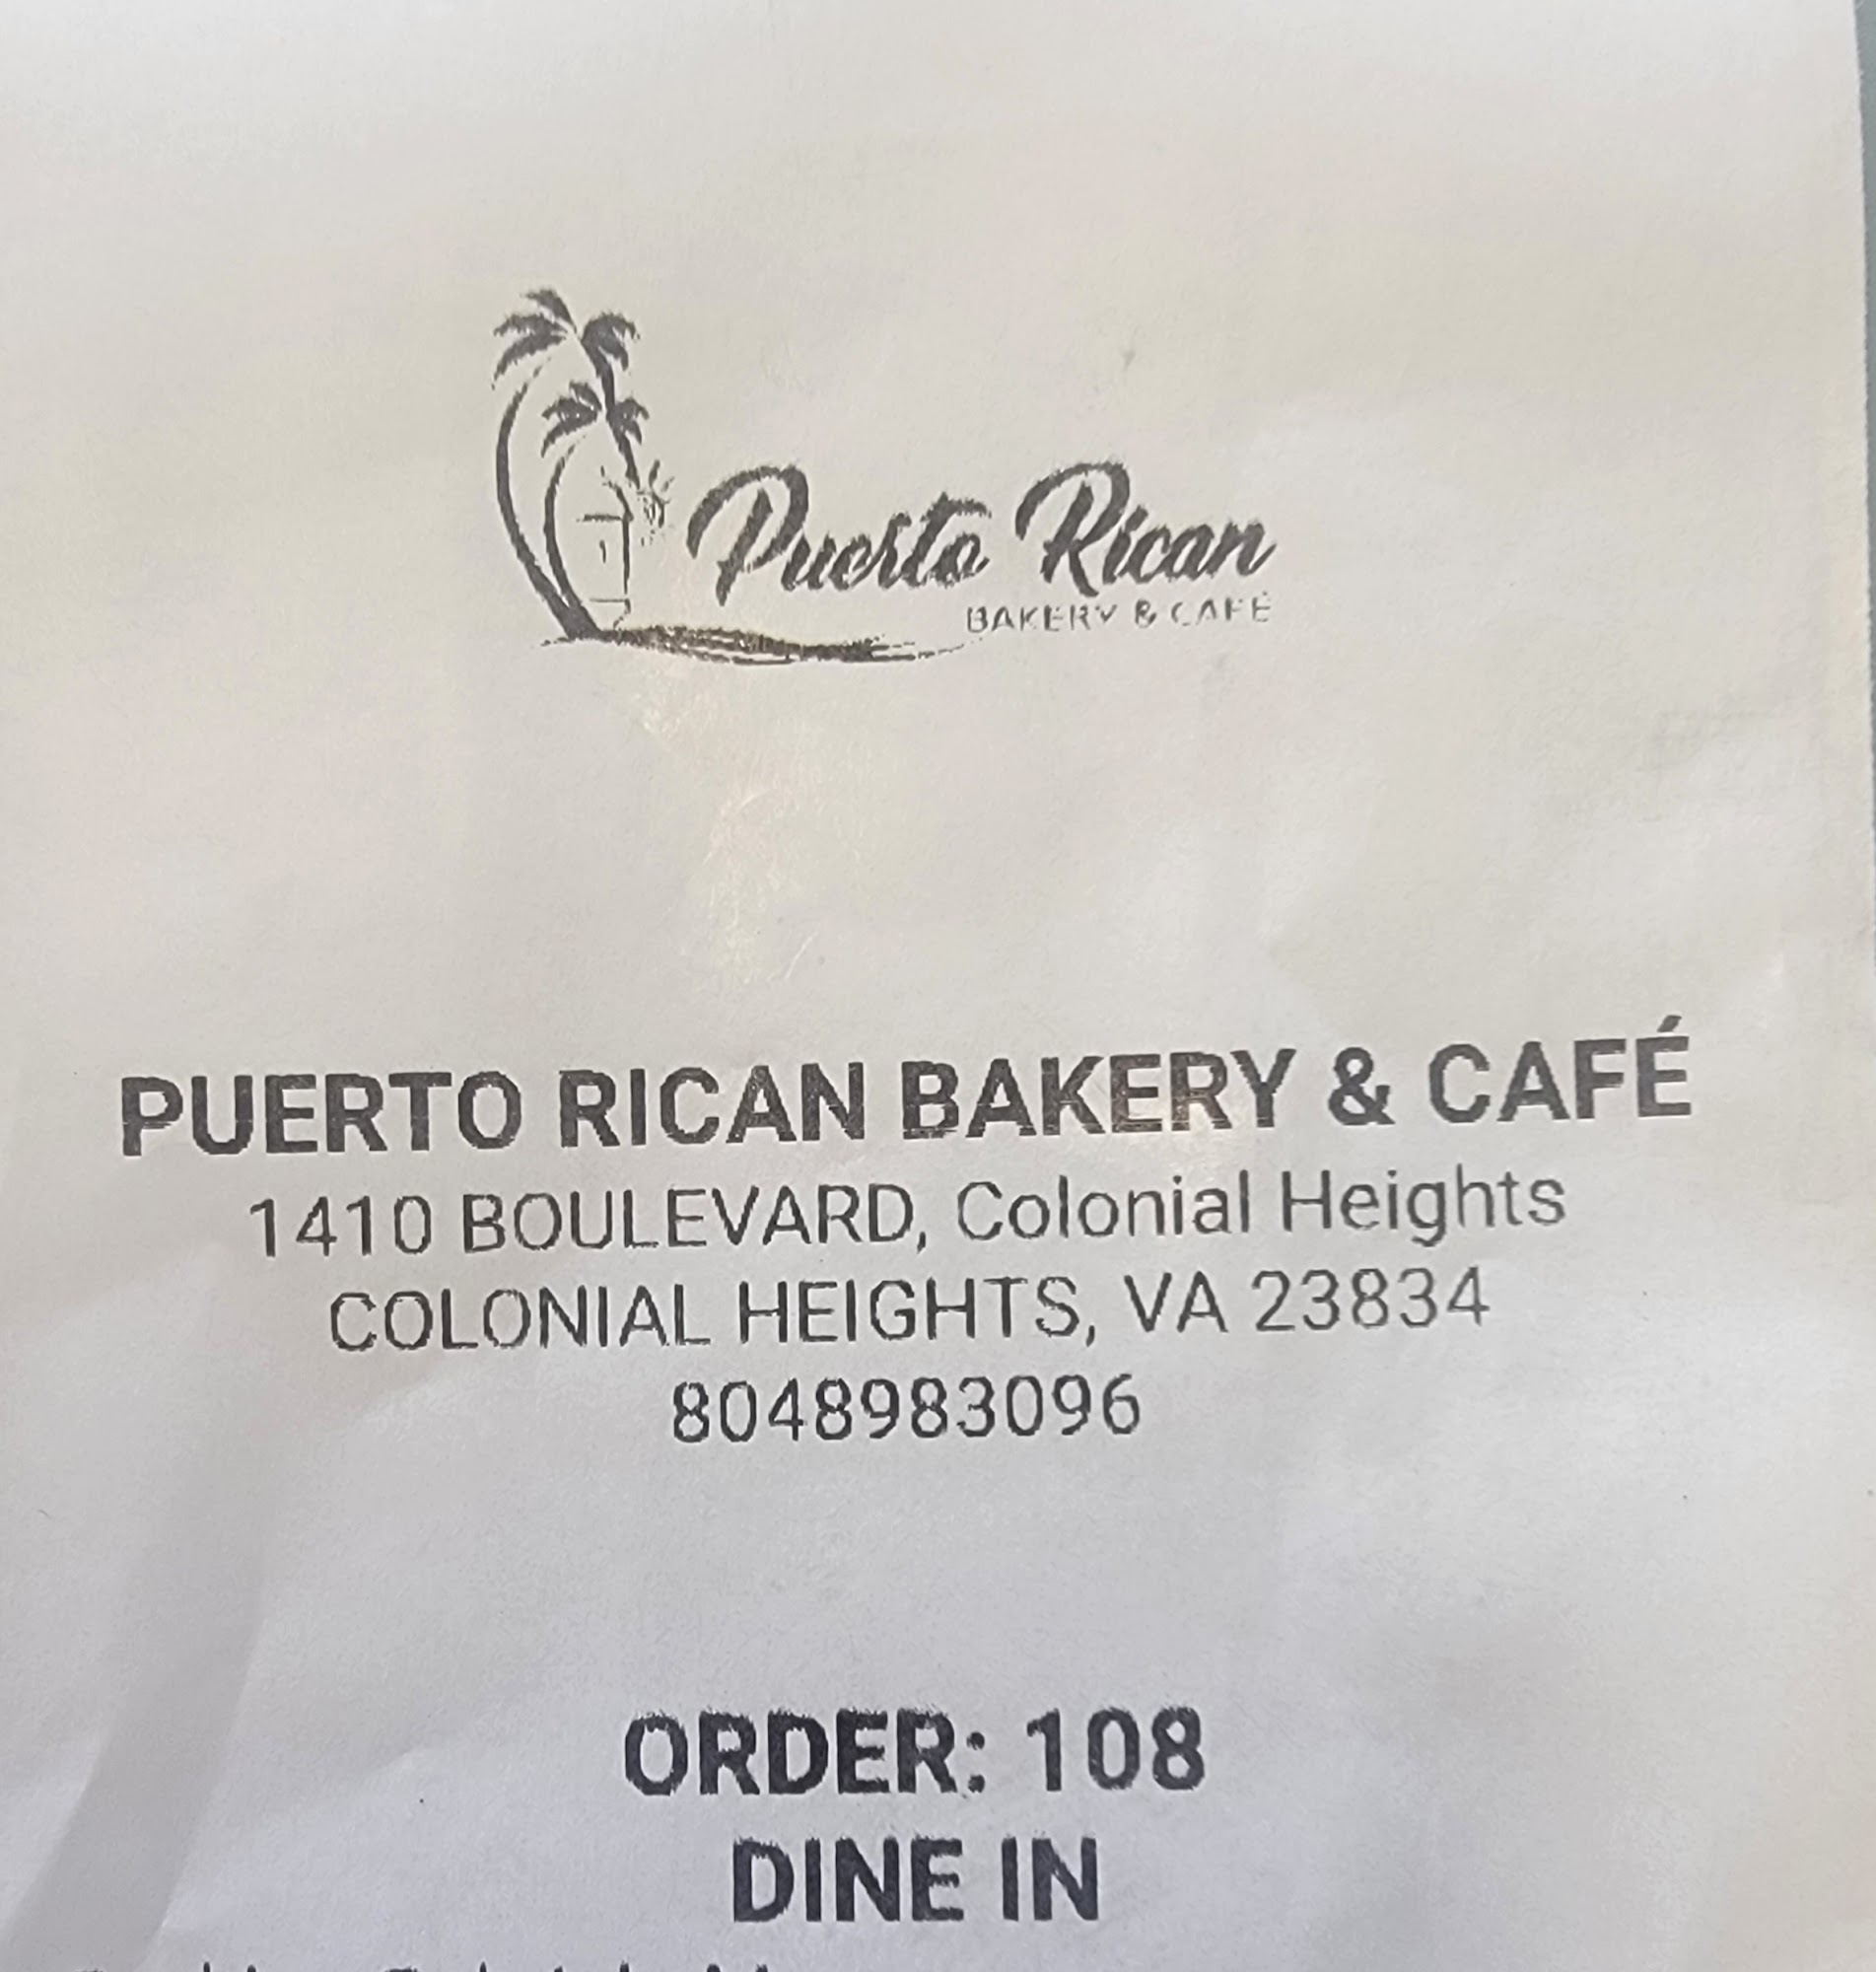 Puerto Rican
BAKERY & CAFÉ
PUERTO RICAN BAKERY & CAFÉ
1410 BOULEVARD, Colonial Heights
COLONIAL HEIGHTS, VA 23834
8048983096
ORDER: 108
DINE IN